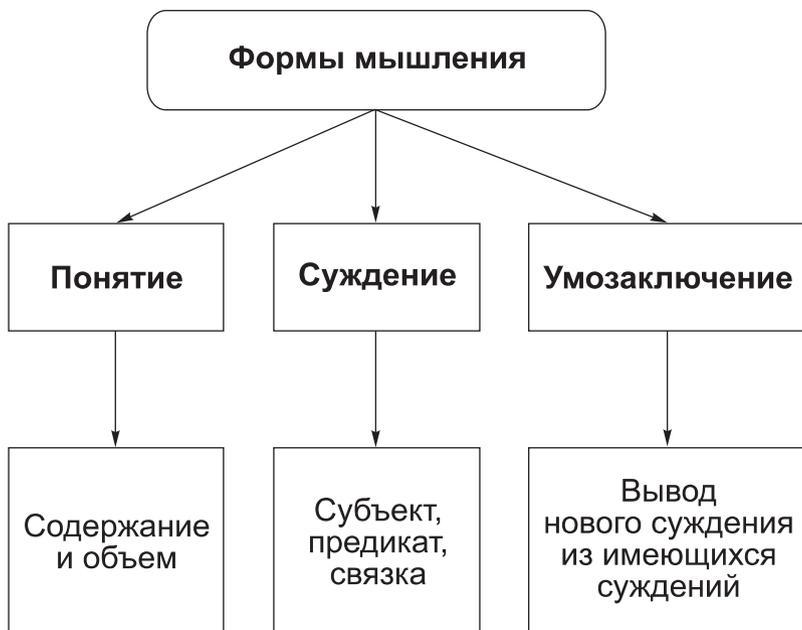 Формы мышления
Понятие
Суждение
Умозаключение
Содержание
и объем
Субъект,
предикат,
связка
Вывод
нового суждения
из имеющихся
суждений